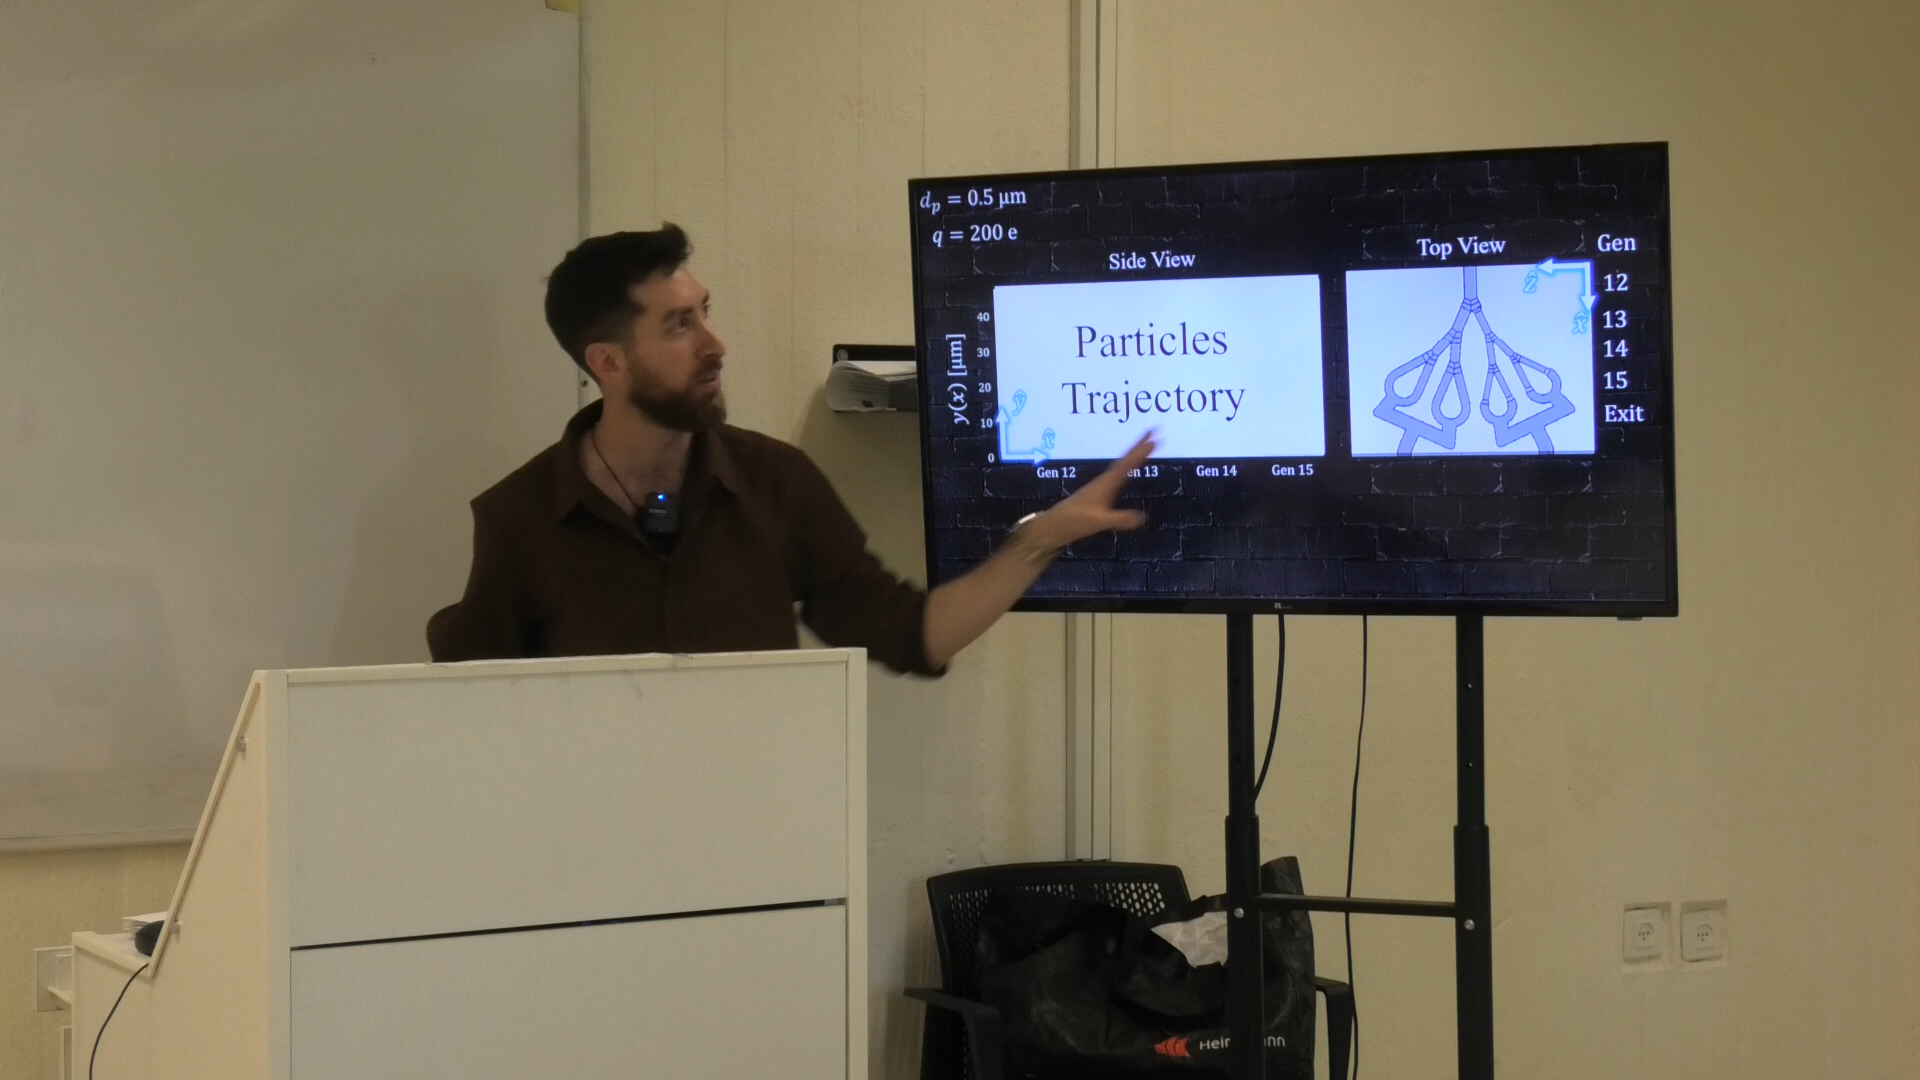 d_p = 0.5 μm
q = 200 e
Side View
Top View
Gen
12
13
14
15
Exit
Particles
Trajectory
y(x) [μm]
40
30
20
10
0
ŷ
x̂
ẑ
x̂
Gen 12
Gen 14
Gen 15